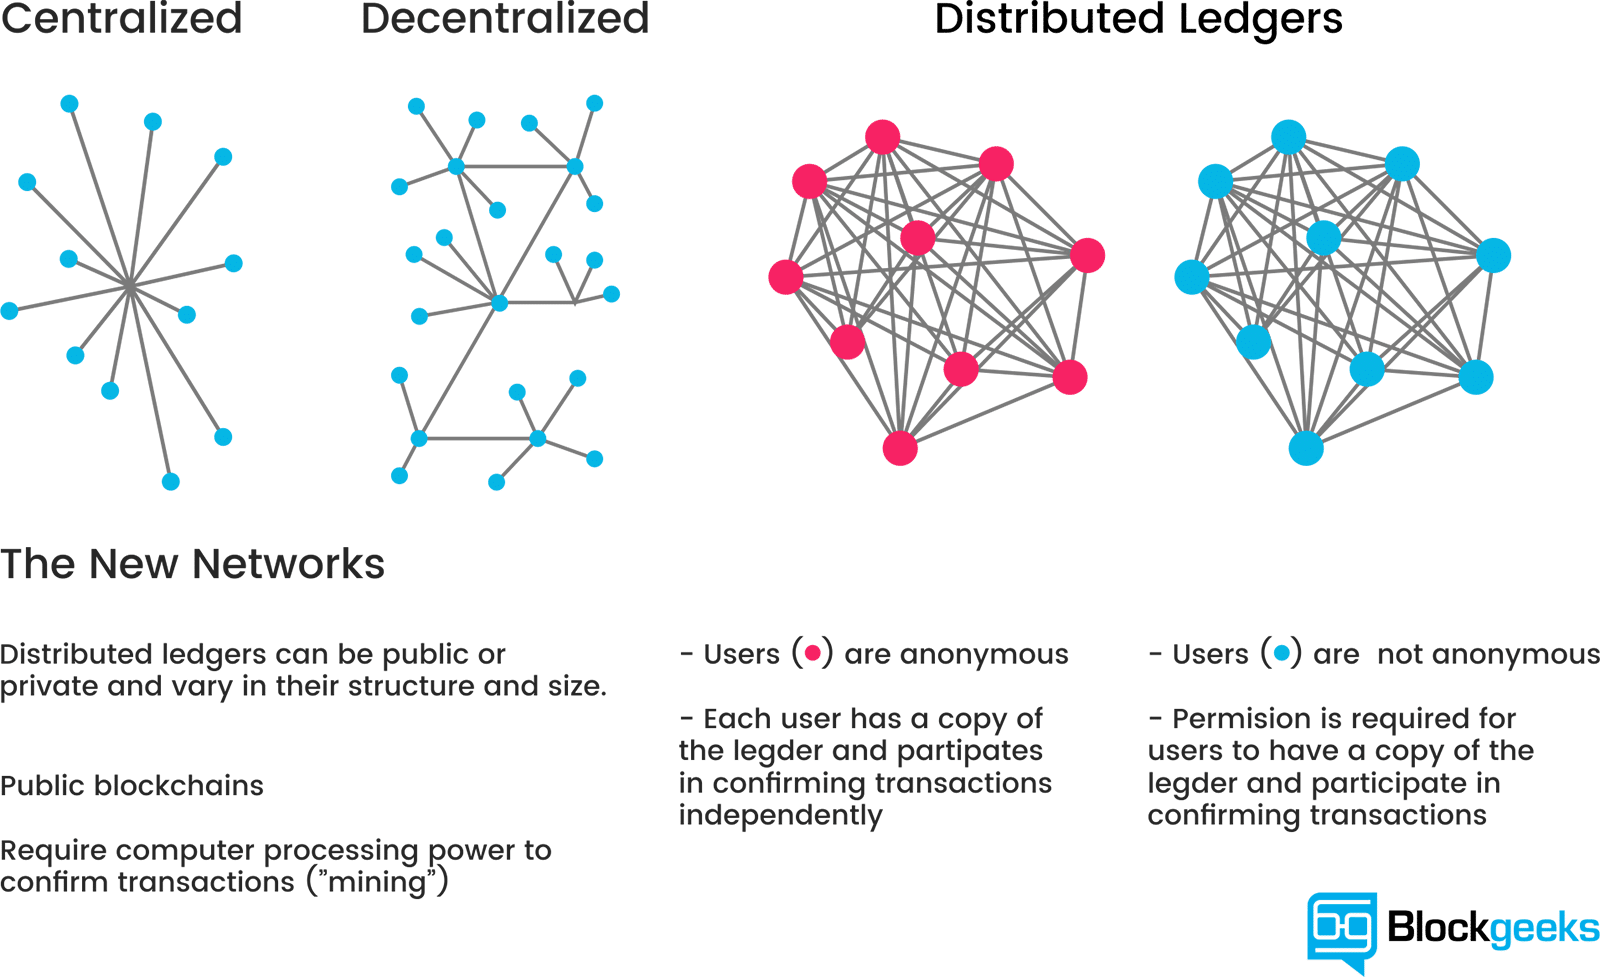 Centralized
Decentralized
Distributed Ledgers
The New Networks
Distributed ledgers can be public or
private and vary in their structure and size.
Public blockchains
Require computer processing power to
confirm transactions (”mining”)
- Users ( ) are anonymous
- Each user has a copy of
the legder and partipates
in confirming transactions
independently
- Users ( ) are not anonymous
- Permision is required for
users to have a copy of the
legder and participate in
confirming transactions
Blockgeeks